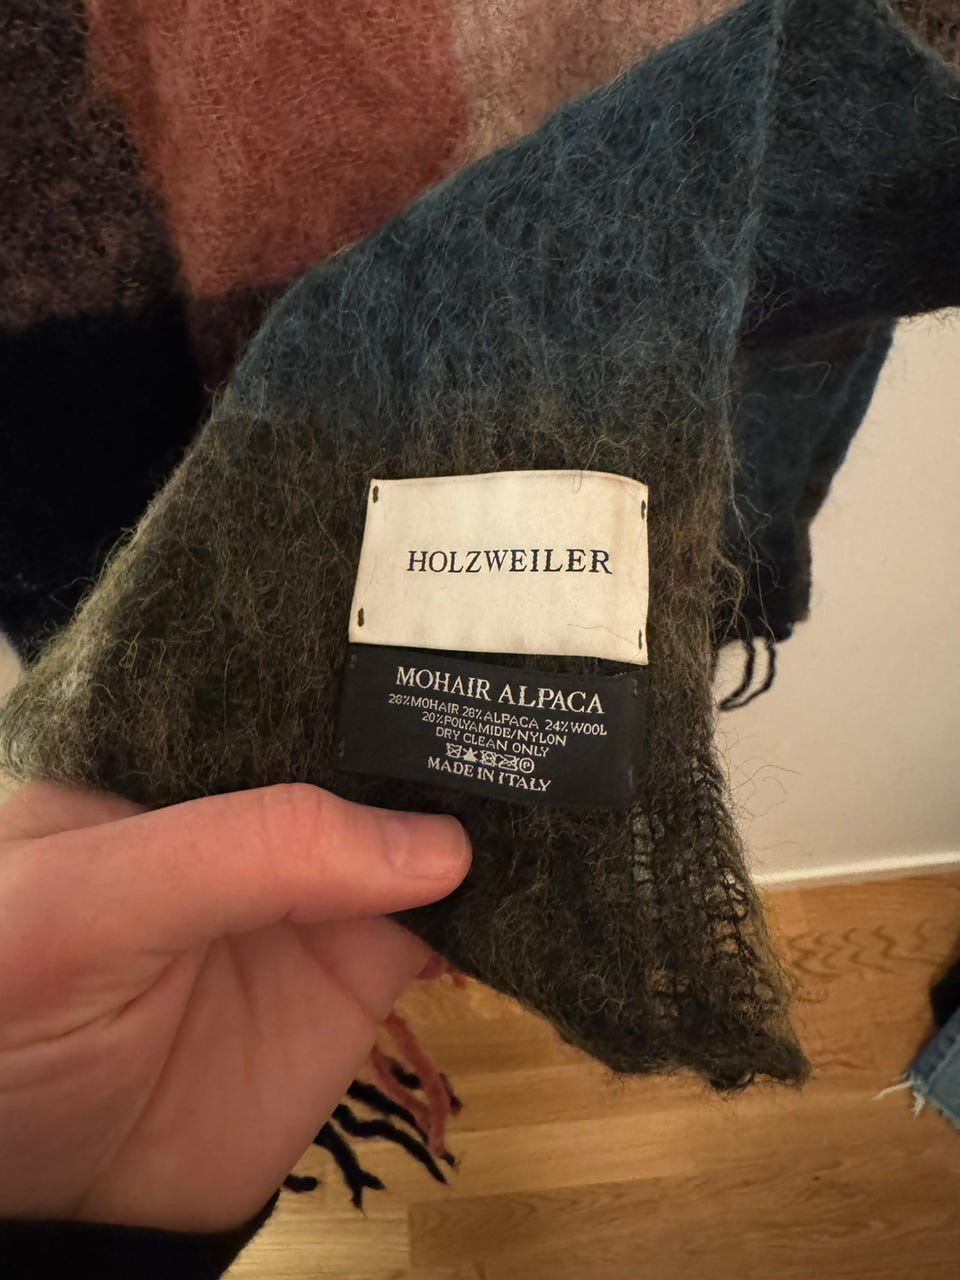 HOLZWEILER
MOHAIR ALPACA
28%MOHAIR 28%ALPACA 24%WOOL
20%POLYAMIDE/NYLON
DRY CLEAN ONLY
MADE IN ITALY